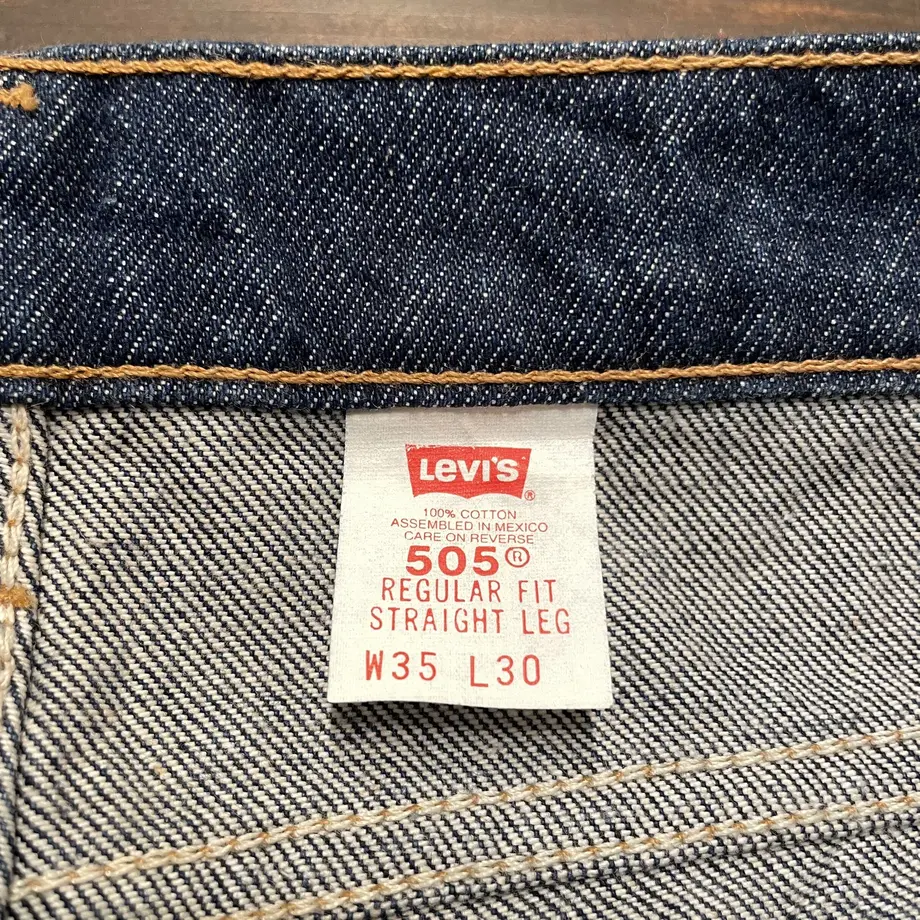 LEVI'S ®
100% COTTON
ASSEMBLED IN MEXICO
CARE ON REVERSE
505®
REGULAR FIT
STRAIGHT LEG
W35 L30